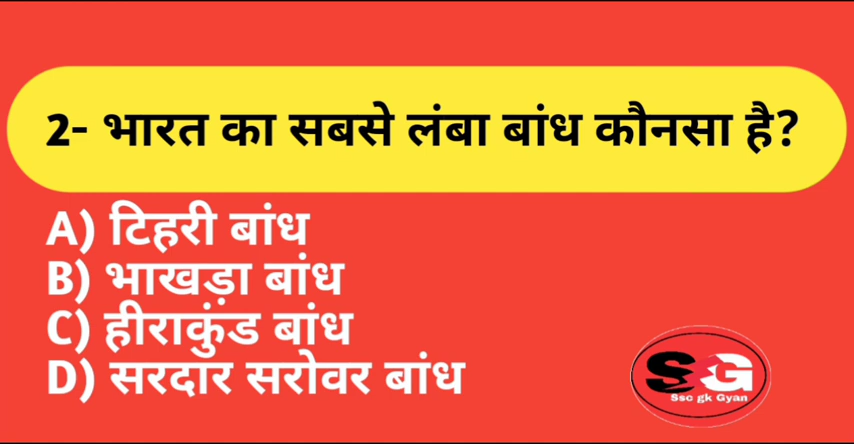 2- भारत का सबसे लंबा बांध कौनसा है?
A) टिहरी बांध
B) भाखड़ा बांध
C) हीराकुंड बांध
D) सरदार सरोवर बांध
SG
Ssc gk Gyan